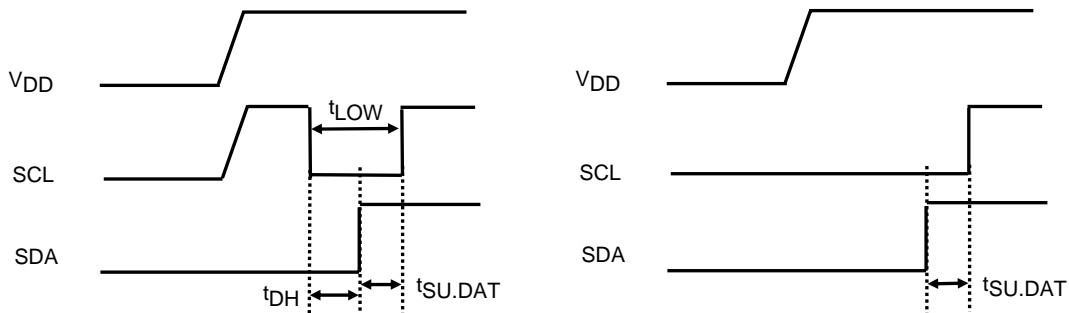 VDD
tLOW
SCL
SDA
tDH
tSU.DAT
VDD
SCL
SDA
tSU.DAT